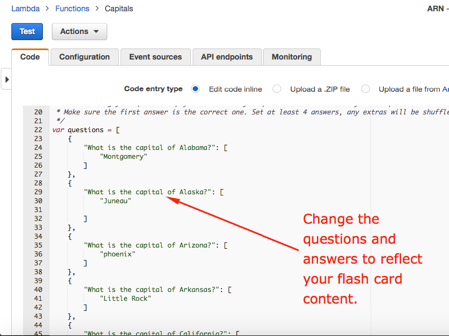 Lambda > Functions > Capitals ARN -
Test Actions
Code Configuration Event sources API endpoints Monitoring
Code entry type Edit code inline Upload a .ZIP file Upload a file from Am
20 * Make sure the first answer is the correct one. Set at least 4 answers, any extras will be shuffle
21 */
22 var questions = [
23 {
24 "What is the capital of Alabama?": [
25 "Montgomery"
26 ]
27 },
28 {
29 "What is the capital of Alaska?": [
30 "Juneau"
31
32 ]
33 },
34 {
35 "What is the capital of Arizona?": [
36 "phoenix"
37 ]
38 },
39 {
40 "What is the capital of Arkansas?": [
41 "Little Rock"
42 ]
43 },
44 {
45 "What is the capital of California?": [
Change the
questions and
answers to reflect
your flash card
content.